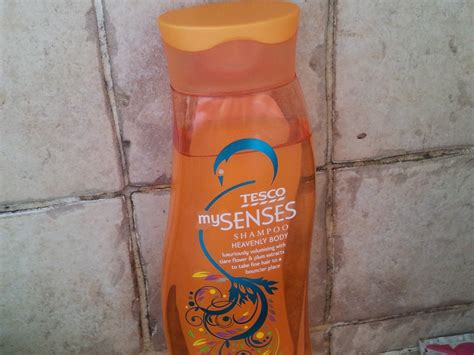 TESCO
mySENSES
SHAMPOO
HEAVENLY BODY
luxuriously volumising with
tiare flower & plum extracts
to take fine hair to a
bouncier place